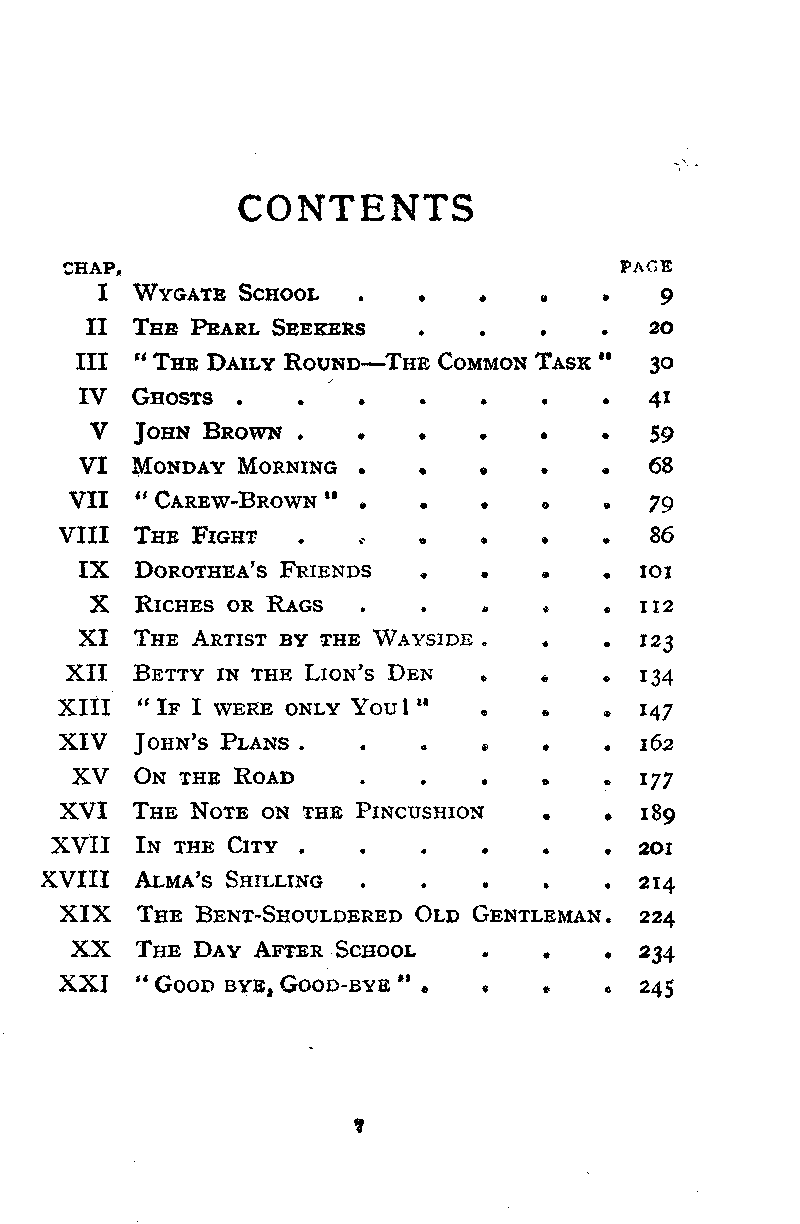 CONTENTS
CHAP. PAGE
I WYGATE SCHOOL . . . . . 9
II THE PEARL SEEKERS . . . . 20
III "THE DAILY ROUND—THE COMMON TASK" 30
IV GHOSTS . . . . . . . 41
V JOHN BROWN . . . . . . 59
VI MONDAY MORNING . . . . . 68
VII "CAREW-BROWN" . . . . . 79
VIII THE FIGHT . . . . . . 86
IX DOROTHEA'S FRIENDS . . . . 101
X RICHES OR RAGS . . . . . 112
XI THE ARTIST BY THE WAYSIDE . . . 123
XII BETTY IN THE LION'S DEN . . . 134
XIII "IF I WERE ONLY YOU!" . . . 147
XIV JOHN'S PLANS . . . . . . 162
XV ON THE ROAD . . . . . 177
XVI THE NOTE ON THE PINCUSHION . . 189
XVII IN THE CITY . . . . . . 201
XVIII ALMA'S SHILLING . . . . . 214
XIX THE BENT-SHOULDERED OLD GENTLEMAN . 224
XX THE DAY AFTER SCHOOL . . . 234
XXI "GOOD BYE, GOOD-BYE" . . . . 245
7